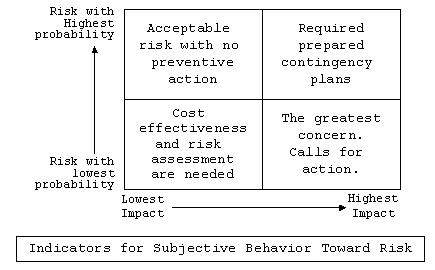 Risk with
Highest
probability
Acceptable
risk with no
preventive
action
Required
prepared
contingency
plans
Cost
effectiveness
and risk
assessment
are needed
The greatest
concern.
Calls for
action.
Risk with
lowest
probability
Lowest
Impact
Highest
Impact
Indicators for Subjective Behavior Toward Risk